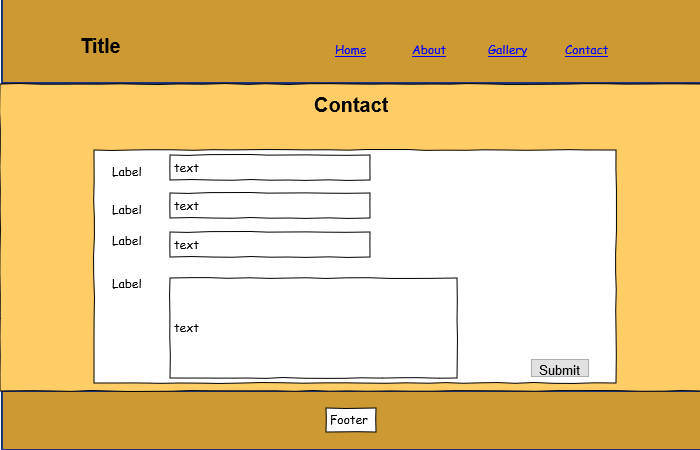 Title
Home About Gallery Contact
Contact
Label text
Label text
Label text
Label
text
Submit
Footer